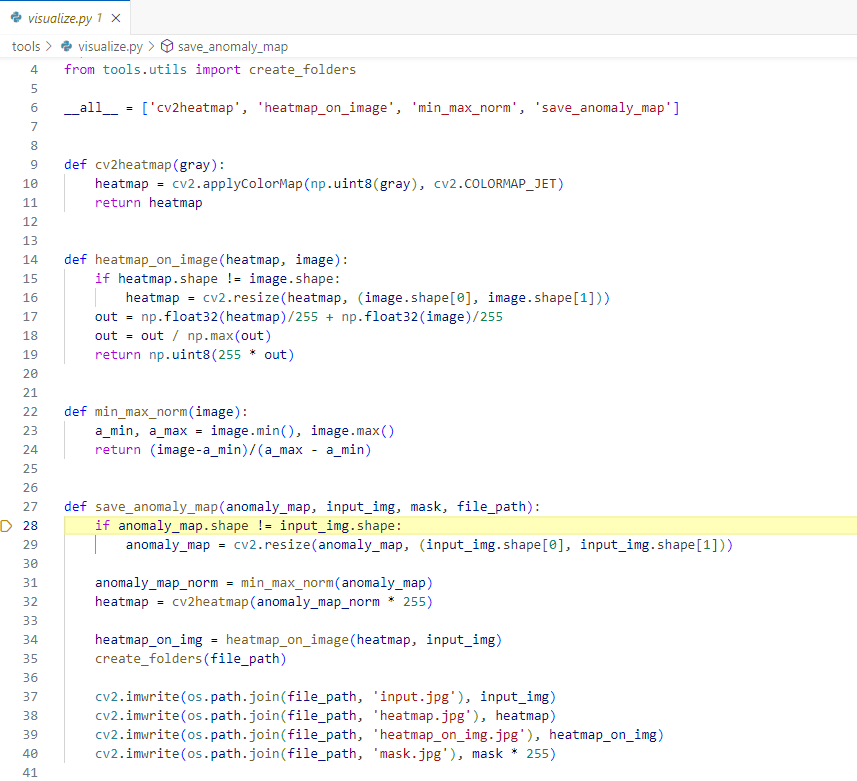 visualize.py 1 ×
tools > visualize.py > save_anomaly_map
4 from tools.utils import create_folders
5
6 __all__ = ['cv2heatmap', 'heatmap_on_image', 'min_max_norm', 'save_anomaly_map']
7
8
9 def cv2heatmap(gray):
10     heatmap = cv2.applyColorMap(np.uint8(gray), cv2.COLORMAP_JET)
11     return heatmap
12
13
14 def heatmap_on_image(heatmap, image):
15     if heatmap.shape != image.shape:
16         heatmap = cv2.resize(heatmap, (image.shape[0], image.shape[1]))
17     out = np.float32(heatmap)/255 + np.float32(image)/255
18     out = out / np.max(out)
19     return np.uint8(255 * out)
20
21
22 def min_max_norm(image):
23     a_min, a_max = image.min(), image.max()
24     return (image-a_min)/(a_max - a_min)
25
26
27 def save_anomaly_map(anomaly_map, input_img, mask, file_path):
28     if anomaly_map.shape != input_img.shape:
29         anomaly_map = cv2.resize(anomaly_map, (input_img.shape[0], input_img.shape[1]))
30
31     anomaly_map_norm = min_max_norm(anomaly_map)
32     heatmap = cv2heatmap(anomaly_map_norm * 255)
33
34     heatmap_on_img = heatmap_on_image(heatmap, input_img)
35     create_folders(file_path)
36
37     cv2.imwrite(os.path.join(file_path, 'input.jpg'), input_img)
38     cv2.imwrite(os.path.join(file_path, 'heatmap.jpg'), heatmap)
39     cv2.imwrite(os.path.join(file_path, 'heatmap_on_img.jpg'), heatmap_on_img)
40     cv2.imwrite(os.path.join(file_path, 'mask.jpg'), mask * 255)
41